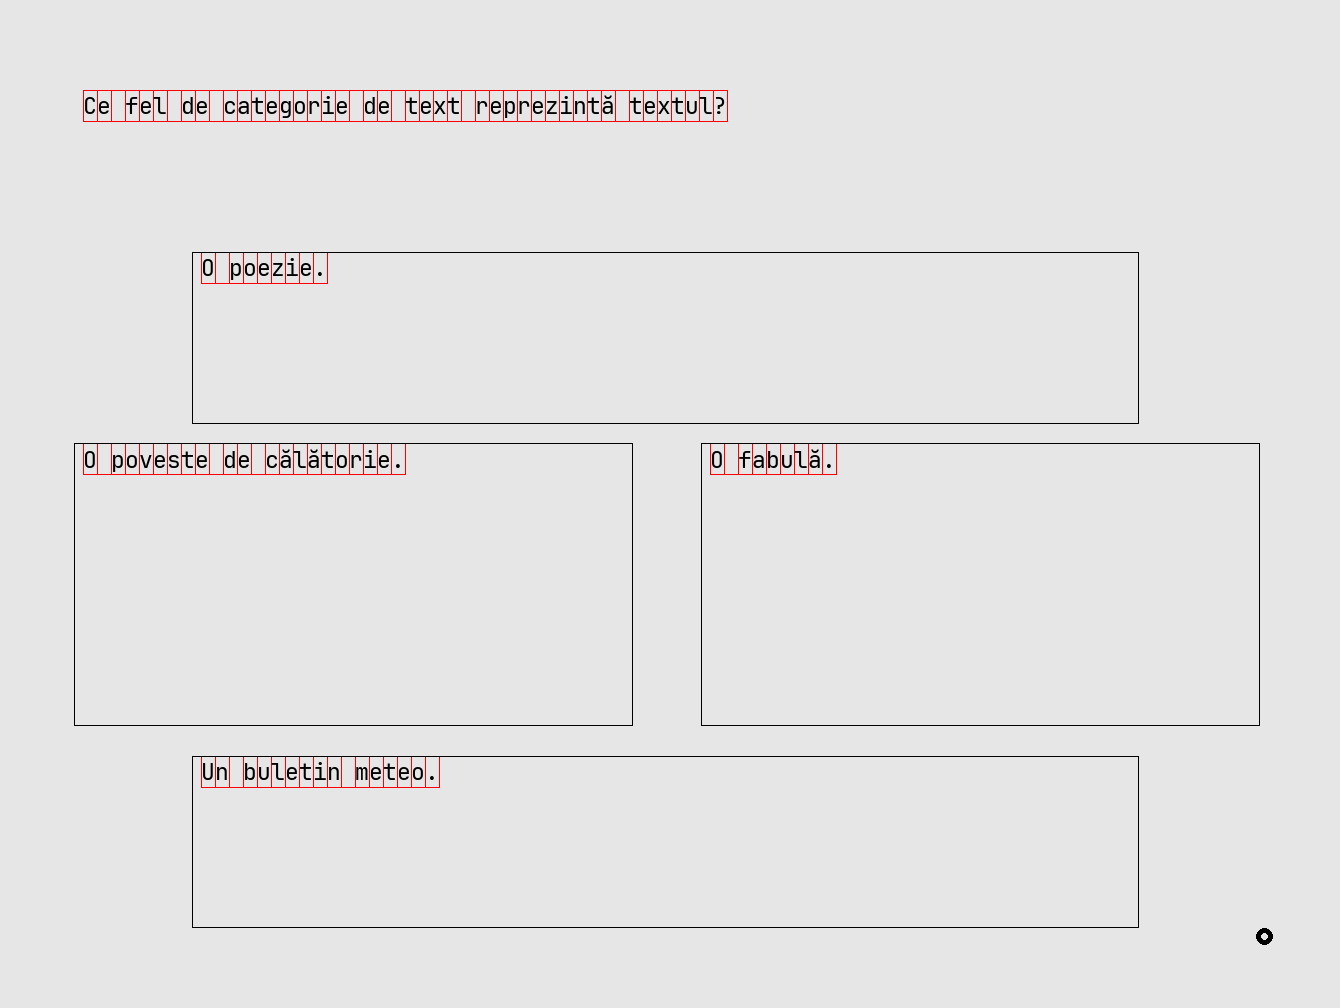 Ce fel de categorie de text reprezintă textul?
O poezie.
O poveste de călătorie.
O fabulă.
Un buletin meteo.